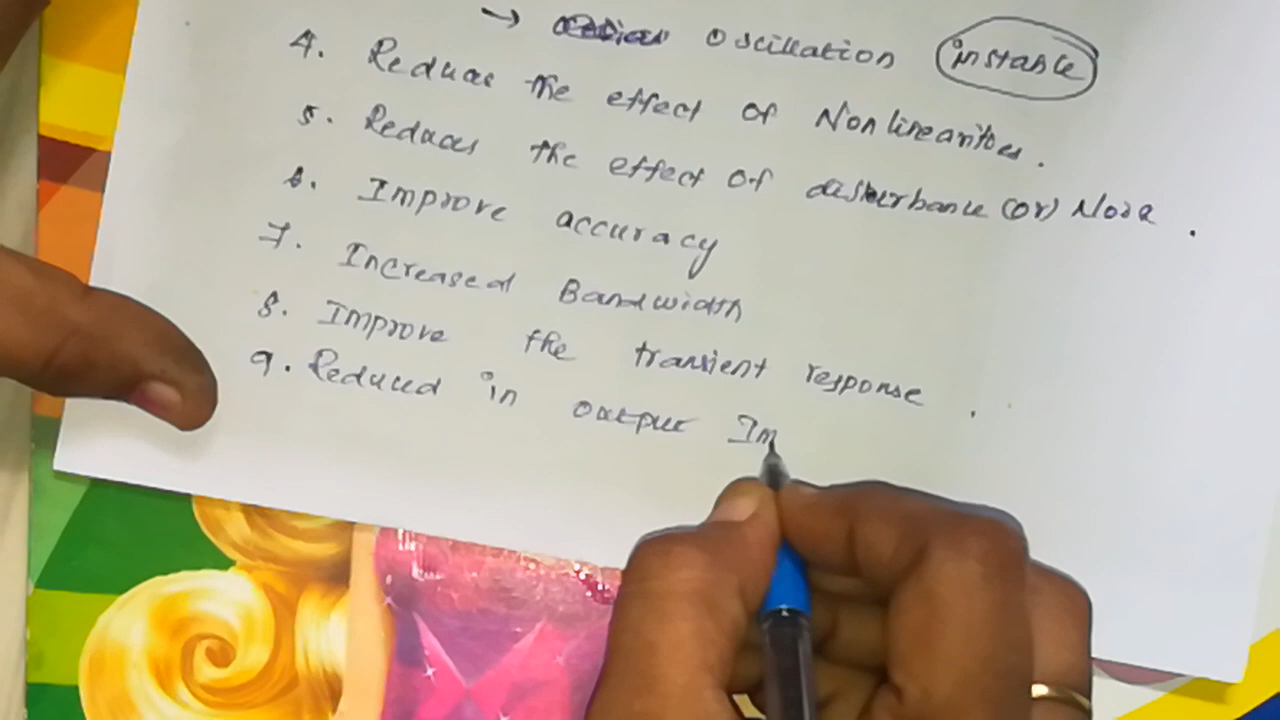 → Oscillation instable
4. Reduces the effect of Nonlinearities.
5. Reduces the effect of disturbance (or) Noise.
6. Improve accuracy
7. Increased Bandwidth
8. Improve the transient response.
9. Reduced in output Im